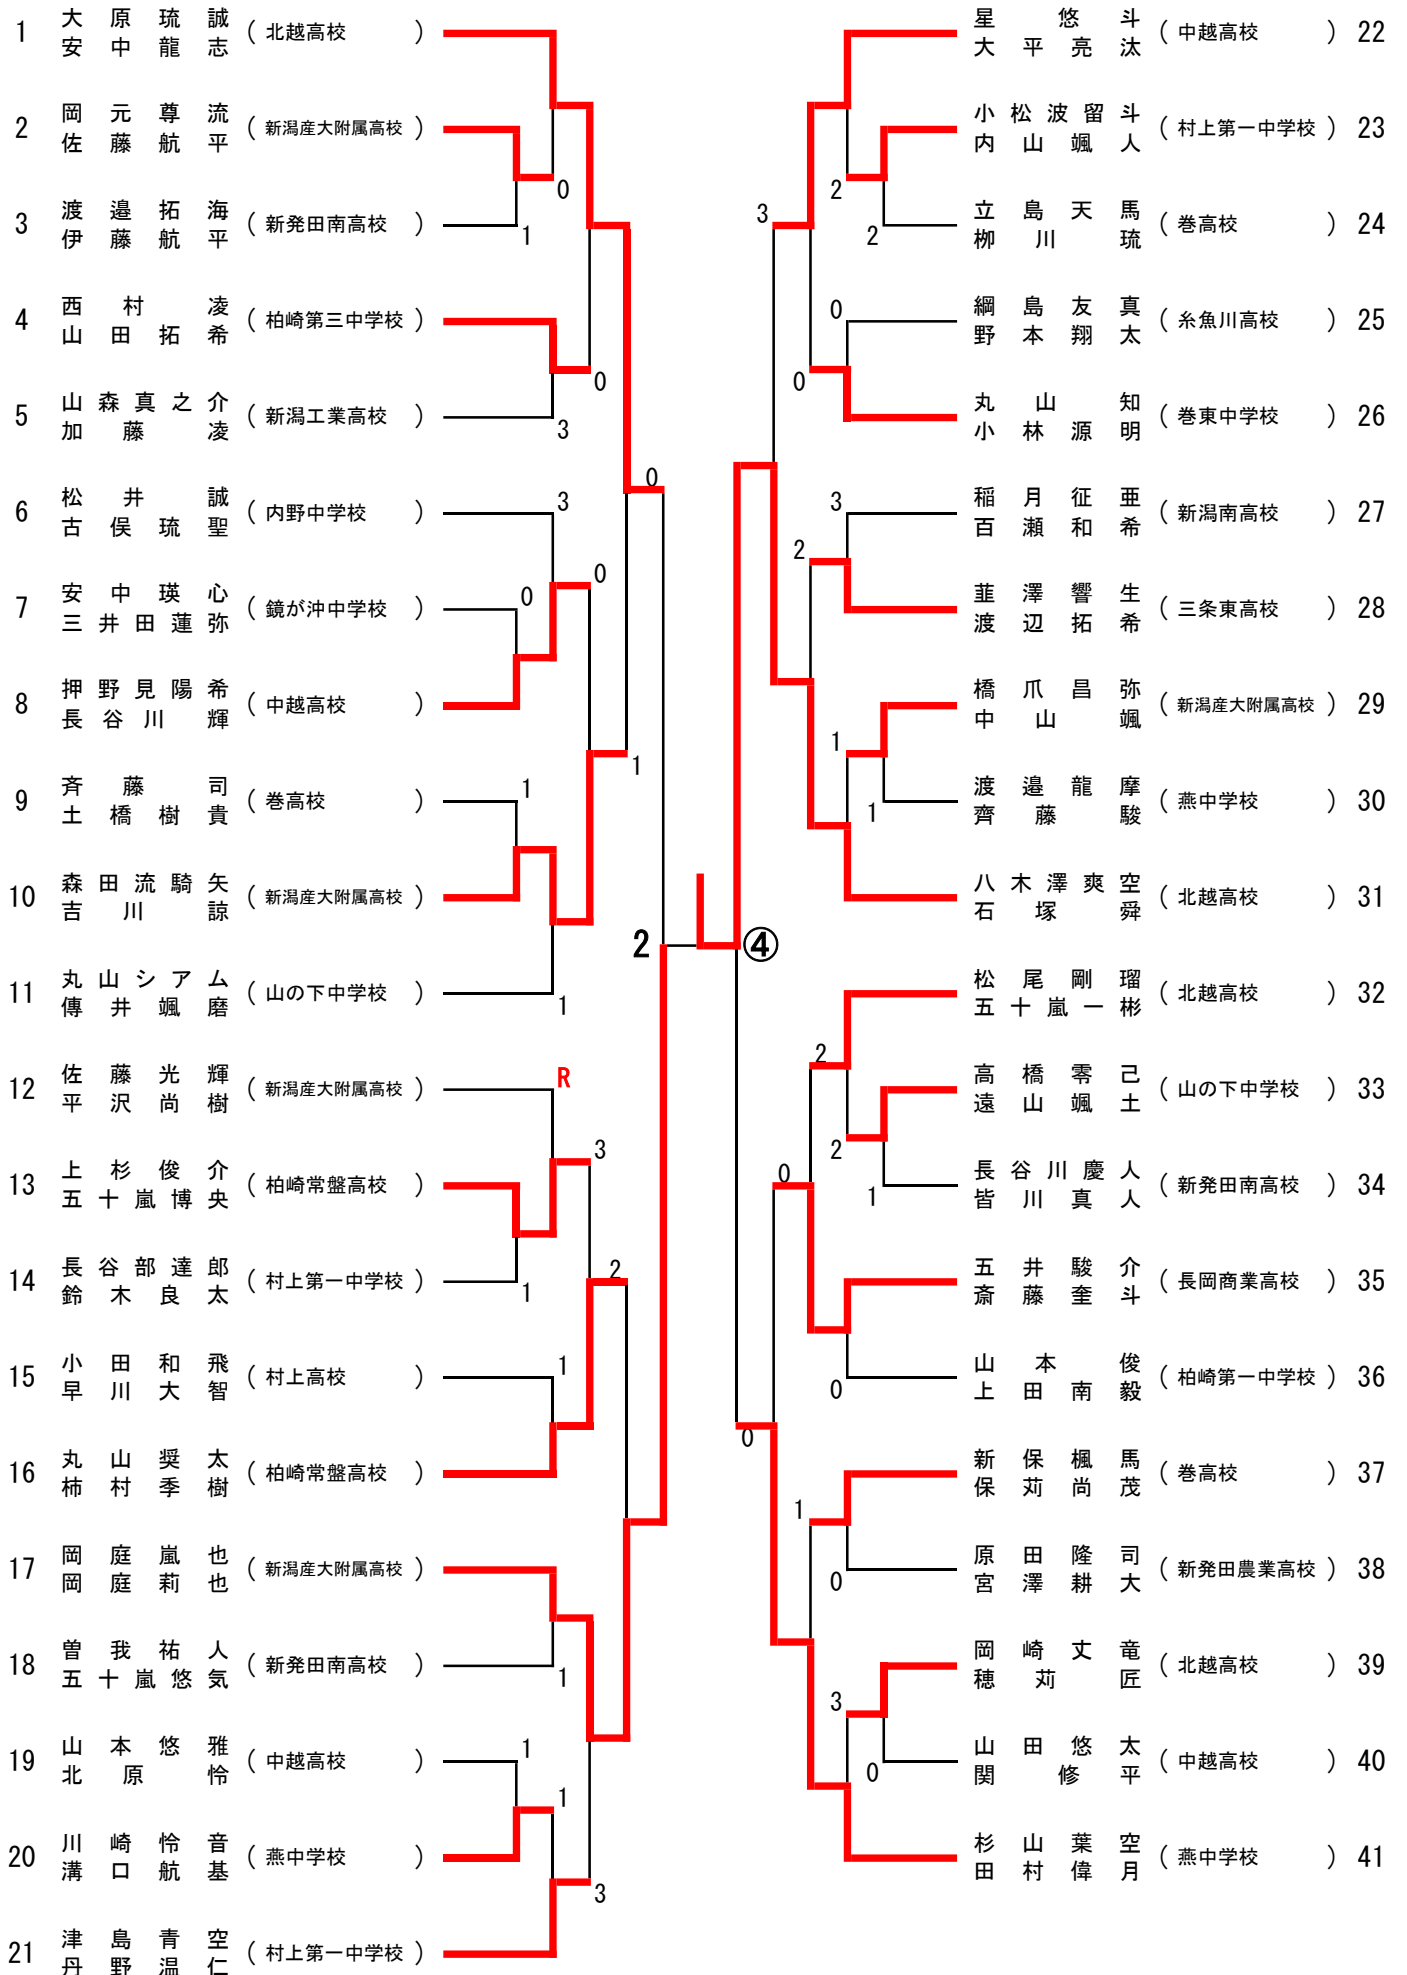 1 大原琉誠 (北越高校)
安中龍志
2 岡元尊流 (新潟産大附属高校)
佐藤航平
0
3 渡邉拓海 (新発田南高校)
伊藤航平
1
4 西村凌 (柏崎第三中学校)
山田拓希
0
5 山森真之介 (新潟工業高校)
加藤凌
3
0
6 松井誠 (内野中学校)
古俣琉聖
3
0
7 安中瑛心 (鏡が沖中学校)
三井田蓮弥
0
8 押野見陽希 (中越高校)
長谷川輝
1
9 斉藤司 (巻高校)
土橋樹貴
1
10 森田流騎矢 (新潟産大附属高校)
吉川諒
2
11 丸山シアム (山の下中学校)
傳井颯磨
1
12 佐藤光輝 (新潟産大附属高校)
平沢尚樹
R
3
13 上杉俊介 (柏崎常盤高校)
五十嵐博央
14 長谷部達郎 (村上第一中学校)
鈴木良太
1
2
15 小田和飛 (村上高校)
早川大智
1
16 丸山奨太 (柏崎常盤高校)
柿村季樹
17 岡庭嵐也 (新潟産大附属高校)
岡庭莉也
18 曽我祐人 (新発田南高校)
五十嵐悠気
1
19 山本悠雅 (中越高校)
北原怜
1
1
20 川崎怜音 (燕中学校)
溝口航基
3
21 津島青空 (村上第一中学校)
丹野温仁
星悠斗 (中越高校) 22
大平亮汰
小松波留斗 (村上第一中学校) 23
内山颯人
2
3
立島天馬 (巻高校) 24
栁川琉
2
0
綱島友真 (糸魚川高校) 25
野本翔太
0
丸山知 (巻東中学校) 26
小林源明
3
稲月征亜 (新潟南高校) 27
百瀬和希
2
韮澤響生 (三条東高校) 28
渡辺拓希
橋爪昌弥 (新潟産大附属高校) 29
中山颯
1
渡邉龍摩 (燕中学校) 30
齊藤駿
1
八木澤爽空 (北越高校) 31
石塚舜
④
松尾剛瑠 (北越高校) 32
五十嵐一彬
2
高橋零己 (山の下中学校) 33
遠山颯土
2
0
長谷川慶人 (新発田南高校) 34
皆川真人
1
五井駿介 (長岡商業高校) 35
斎藤奎斗
山本俊 (柏崎第一中学校) 36
上田南毅
0
0
新保楓馬 (巻高校) 37
保苅尚茂
1
原田隆司 (新発田農業高校) 38
宮澤耕大
0
岡崎丈竜 (北越高校) 39
穂苅匠
3
山田悠太 (中越高校) 40
関修平
0
杉山葉空 (燕中学校) 41
田村偉月